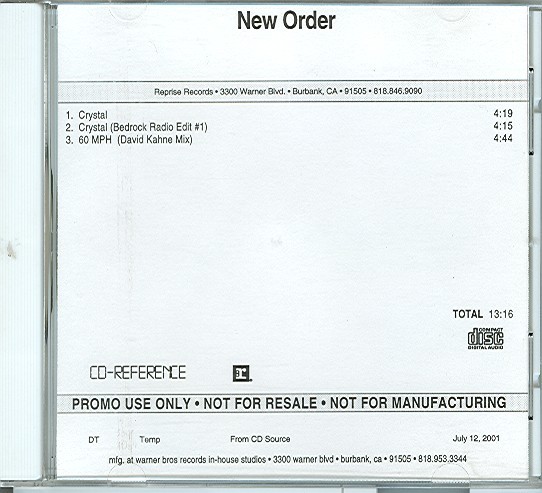 New Order
Reprise Records • 3300 Warner Blvd. • Burbank, CA • 91505 • 818.846.9090
1. Crystal 4:19
2. Crystal (Bedrock Radio Edit #1) 4:15
3. 60 MPH (David Kahne Mix) 4:44
TOTAL 13:16
COMPACT
disc
DIGITAL AUDIO
CD-REFERENCE r
PROMO USE ONLY • NOT FOR RESALE • NOT FOR MANUFACTURING
DT Temp From CD Source July 12, 2001
mfg. at warner bros records in-house studios • 3300 warner blvd • burbank, ca • 91505 • 818.953.3344